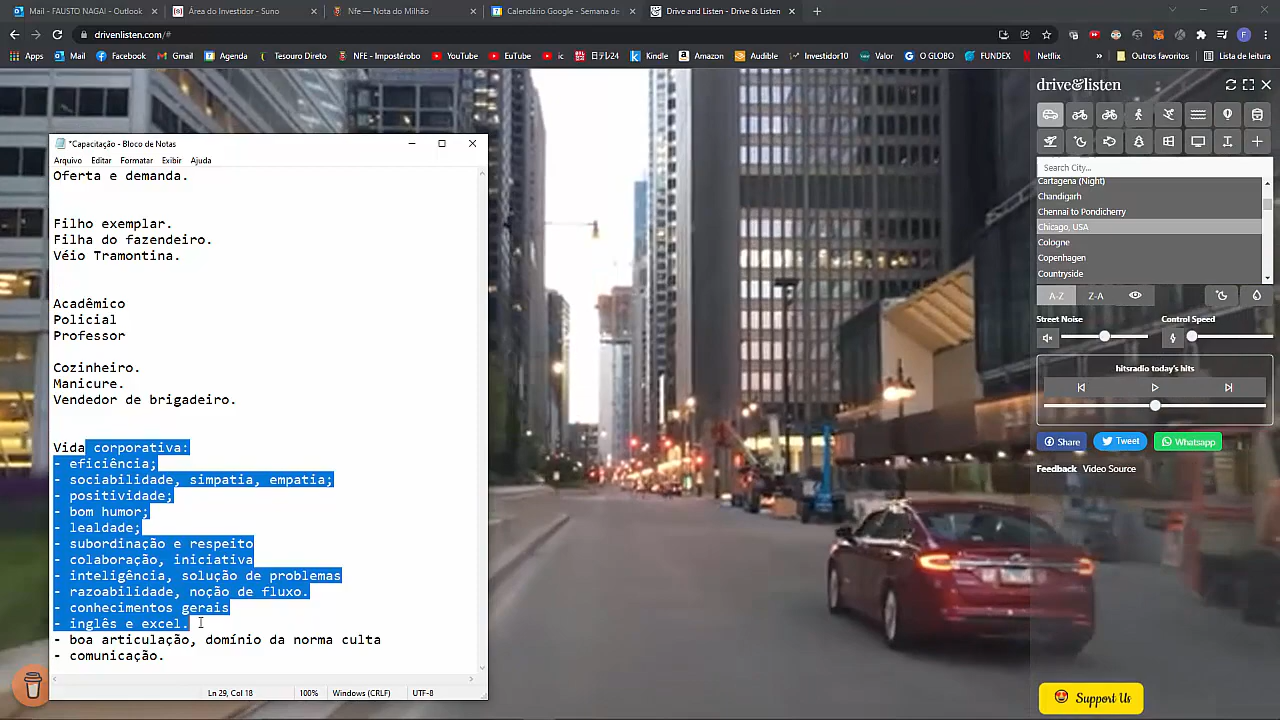 Mail - FAUSTO NAGAI - Outlook
Área do Investidor - Suno
Nfe — Nota do Milhão
Calendário Google - Semana de
Drive and Listen - Drive & Listen
drivenlisten.com/#
Apps
Mail
Facebook
Agenda
Tesouro Direto
NFE - Impostérobo
YouTube
EuTube
ic
日テレ24
Kindle
Amazon
Audible
Investidor10
Valor
O GLOBO
FUNDEX
Netflix
»
Outros favoritos
Lista de leitura
*Capacitação - Bloco de Notas
Arquivo Editar Formatar Exibir Ajuda
Oferta e demanda.
Filho exemplar.
Filha do fazendeiro.
Véio Tramontina.
Acadêmico
Policial
Professor
Cozinheiro.
Manicure.
Vendedor de brigadeiro.
Vida corporativa:
- eficiência;
- sociabilidade, simpatia, empatia;
- positividade;
- bom humor;
- lealdade;
- subordinação e respeito
- colaboração, iniciativa
- inteligência, solução de problemas
- razoabilidade, noção de fluxo.
- conhecimentos gerais
- inglês e excel.
- boa articulação, domínio da norma culta
- comunicação.
Ln 29, Col 18 100% Windows (CRLF) UTF-8
drive&listen
Search City...
Cartagena (Night)
Chandigarh
Chennai to Pondicherry
Chicago, USA
Cologne
Copenhagen
Countryside
A-Z Z-A
Street Noise Control Speed
hitsradio today's hits
Share Tweet Whatsapp
Feedback Video Source
Support Us